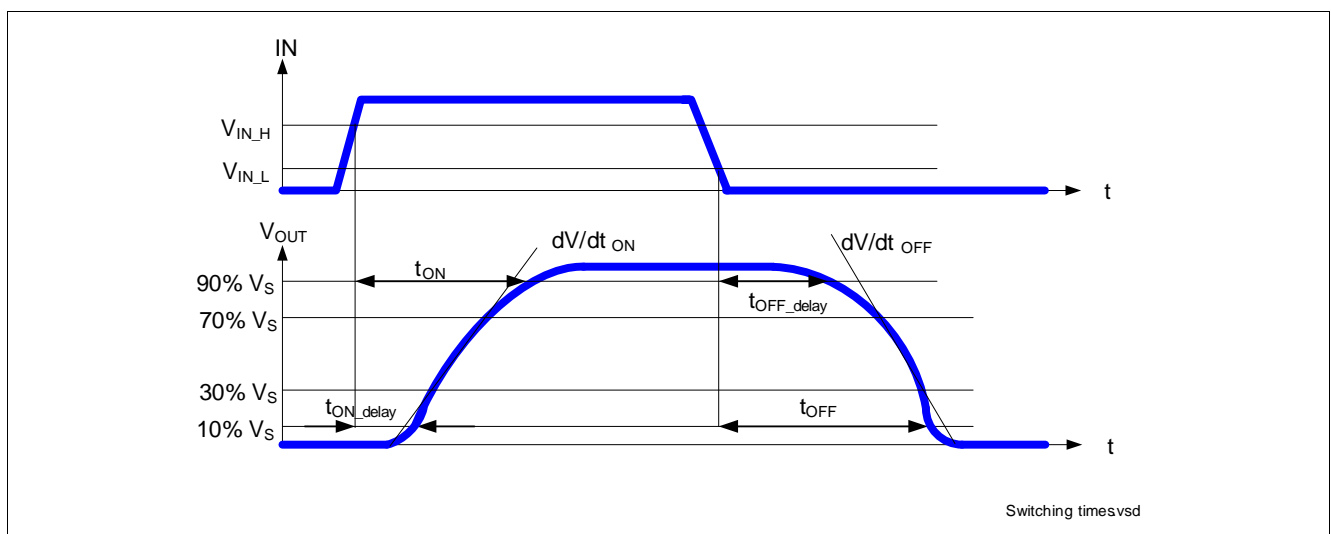 IN
V_IN_H
V_IN_L
t
V_OUT
dV/dt ON
dV/dt OFF
t_ON
90% V_S
t_OFF_delay
70% V_S
30% V_S
t_ON_delay
t_OFF
10% V_S
t
Switching times.vsd